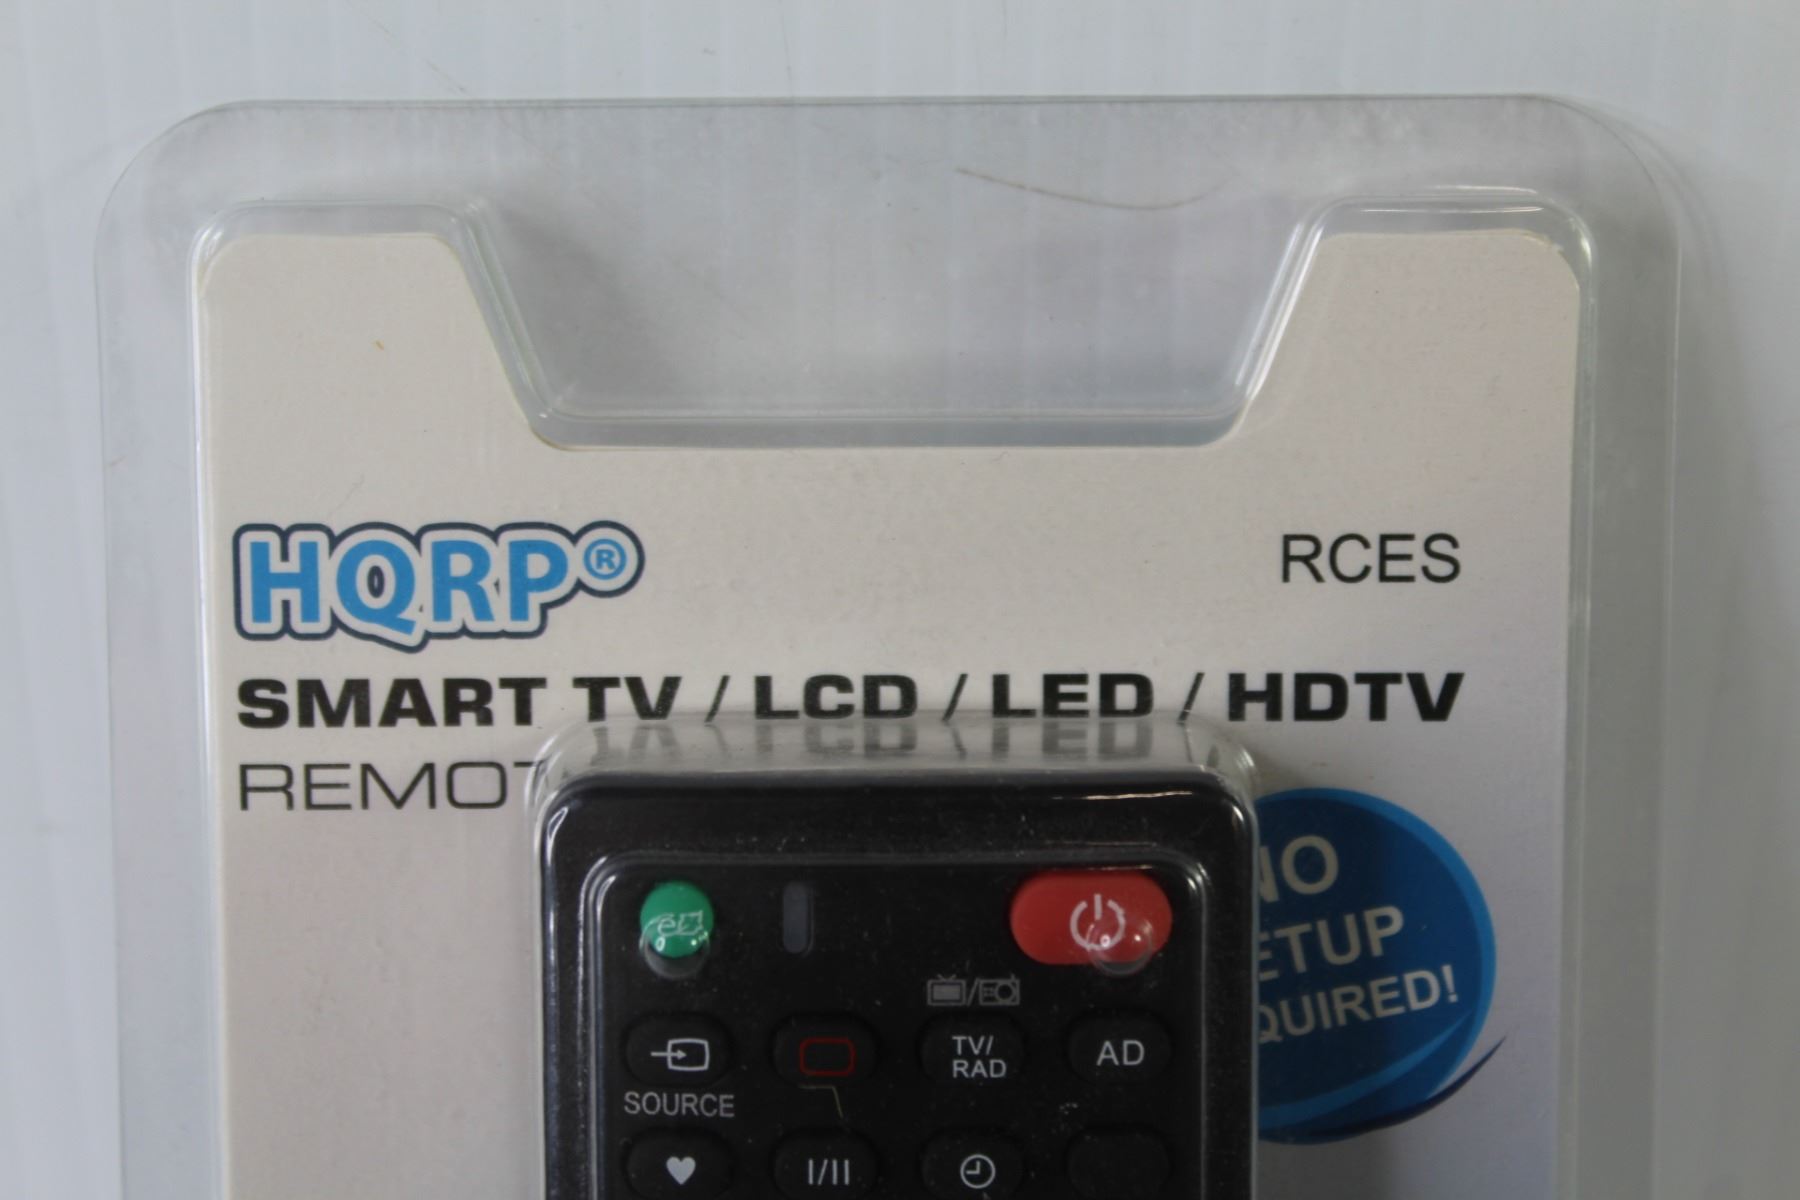 HQRP®
RCES
SMART TV / LCD / LED / HDTV
REMOT
NO
ETUP
QUIRED!
TV/
RAD
AD
SOURCE
I/II